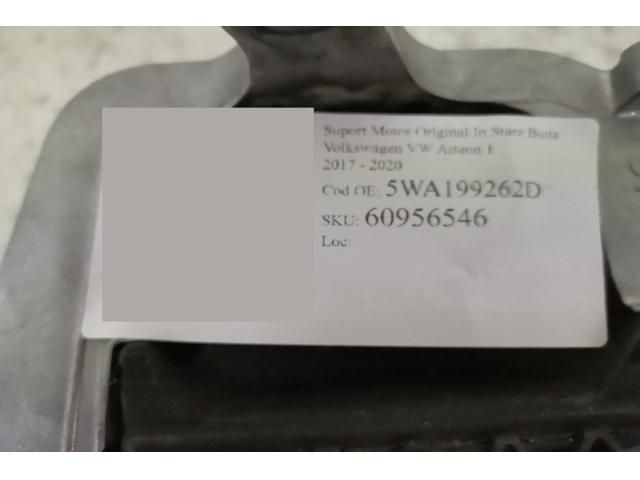 Suport Motor Original In Stare Buna
Volkswagen VW Arteon 1
2017 - 2020
Cod OE: 5WA199262D
SKU: 60956546
Loc: